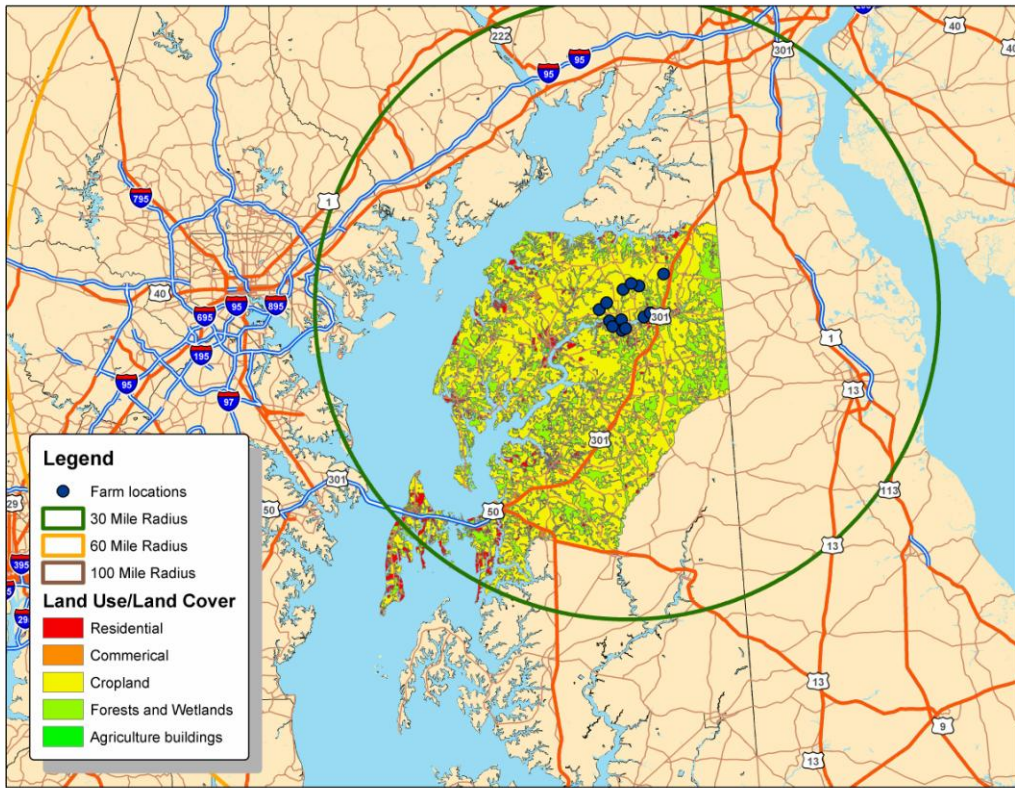 222
40
40
301
95
95
795
1
40
695
95
895
301
195
1
95
13
97
301
301
113
50
50
29
13
395
13
9
13
Legend
Farm locations
30 Mile Radius
60 Mile Radius
100 Mile Radius
Land Use/Land Cover
Residential
Commerical
Cropland
Forests and Wetlands
Agriculture buildings